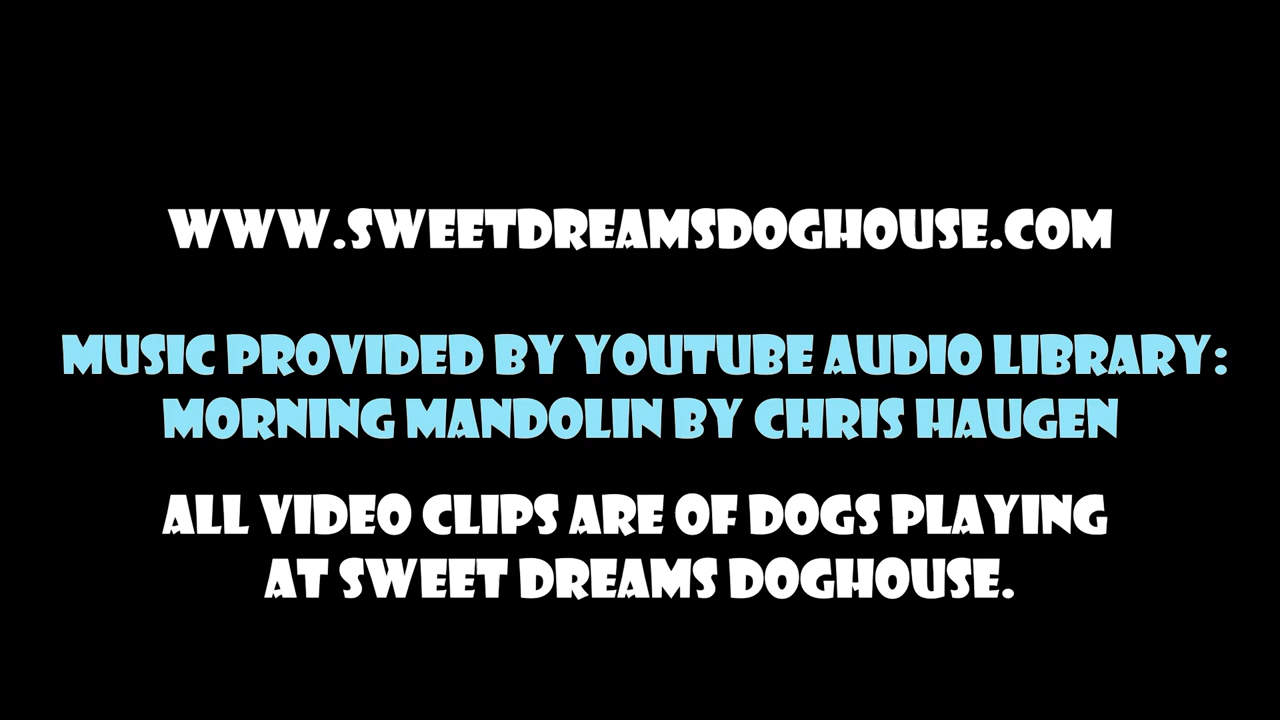 WWW.SWEETDREAMSDOGHOUSE.COM
MUSIC PROVIDED BY YOUTUBE AUDIO LIBRARY:
MORNING MANDOLIN BY CHRIS HAUGEN
ALL VIDEO CLIPS ARE OF DOGS PLAYING
AT SWEET DREAMS DOGHOUSE.